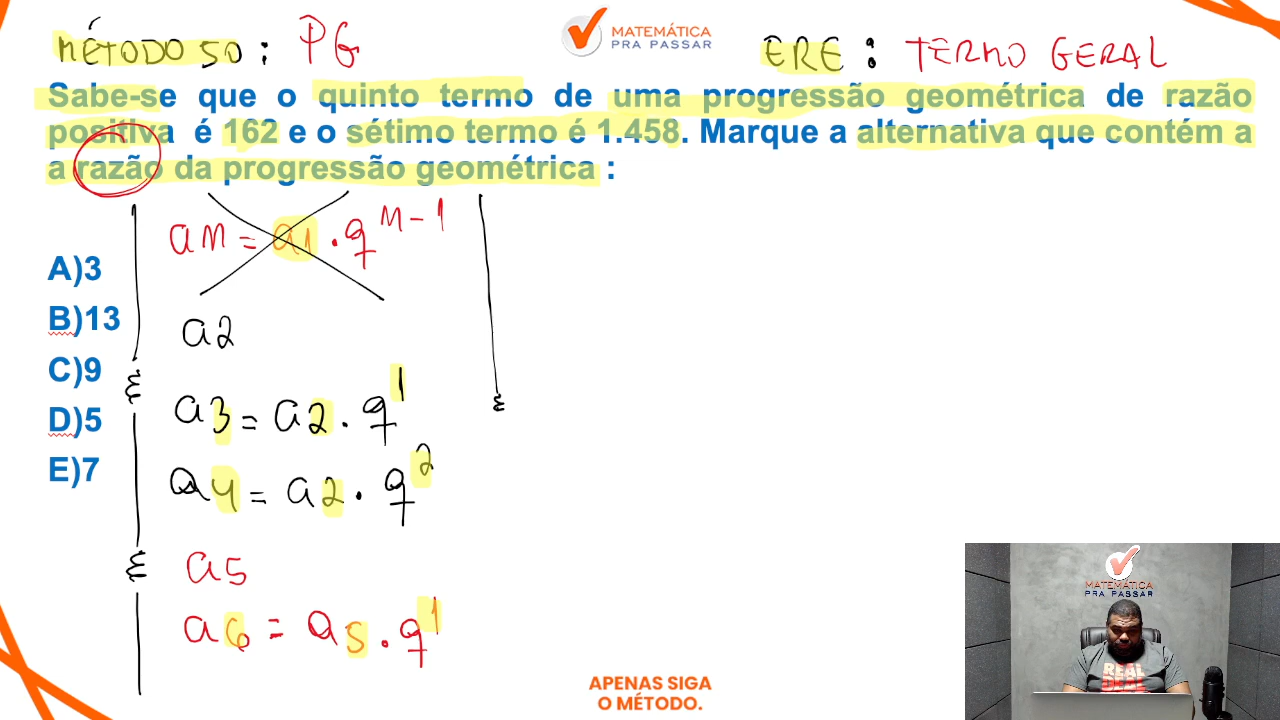 MÉTODO 50 : PG
MATEMÁTICA
PRA PASSAR
ERE : TERMO GERAL
Sabe-se que o quinto termo de uma progressão geométrica de razão
positiva é 162 e o sétimo termo é 1.458. Marque a alternativa que contém a
a razão da progressão geométrica :
an = a1 . q^n-1
A)3
B)13
C)9
D)5
E)7
a2
a3 = a2 . q^1
a4 = a2 . q^2
a5
a6 = a5 . q^1
MATEMÁTICA
PRA PASSAR
REAL
DEAL
APENAS SIGA
O MÉTODO.